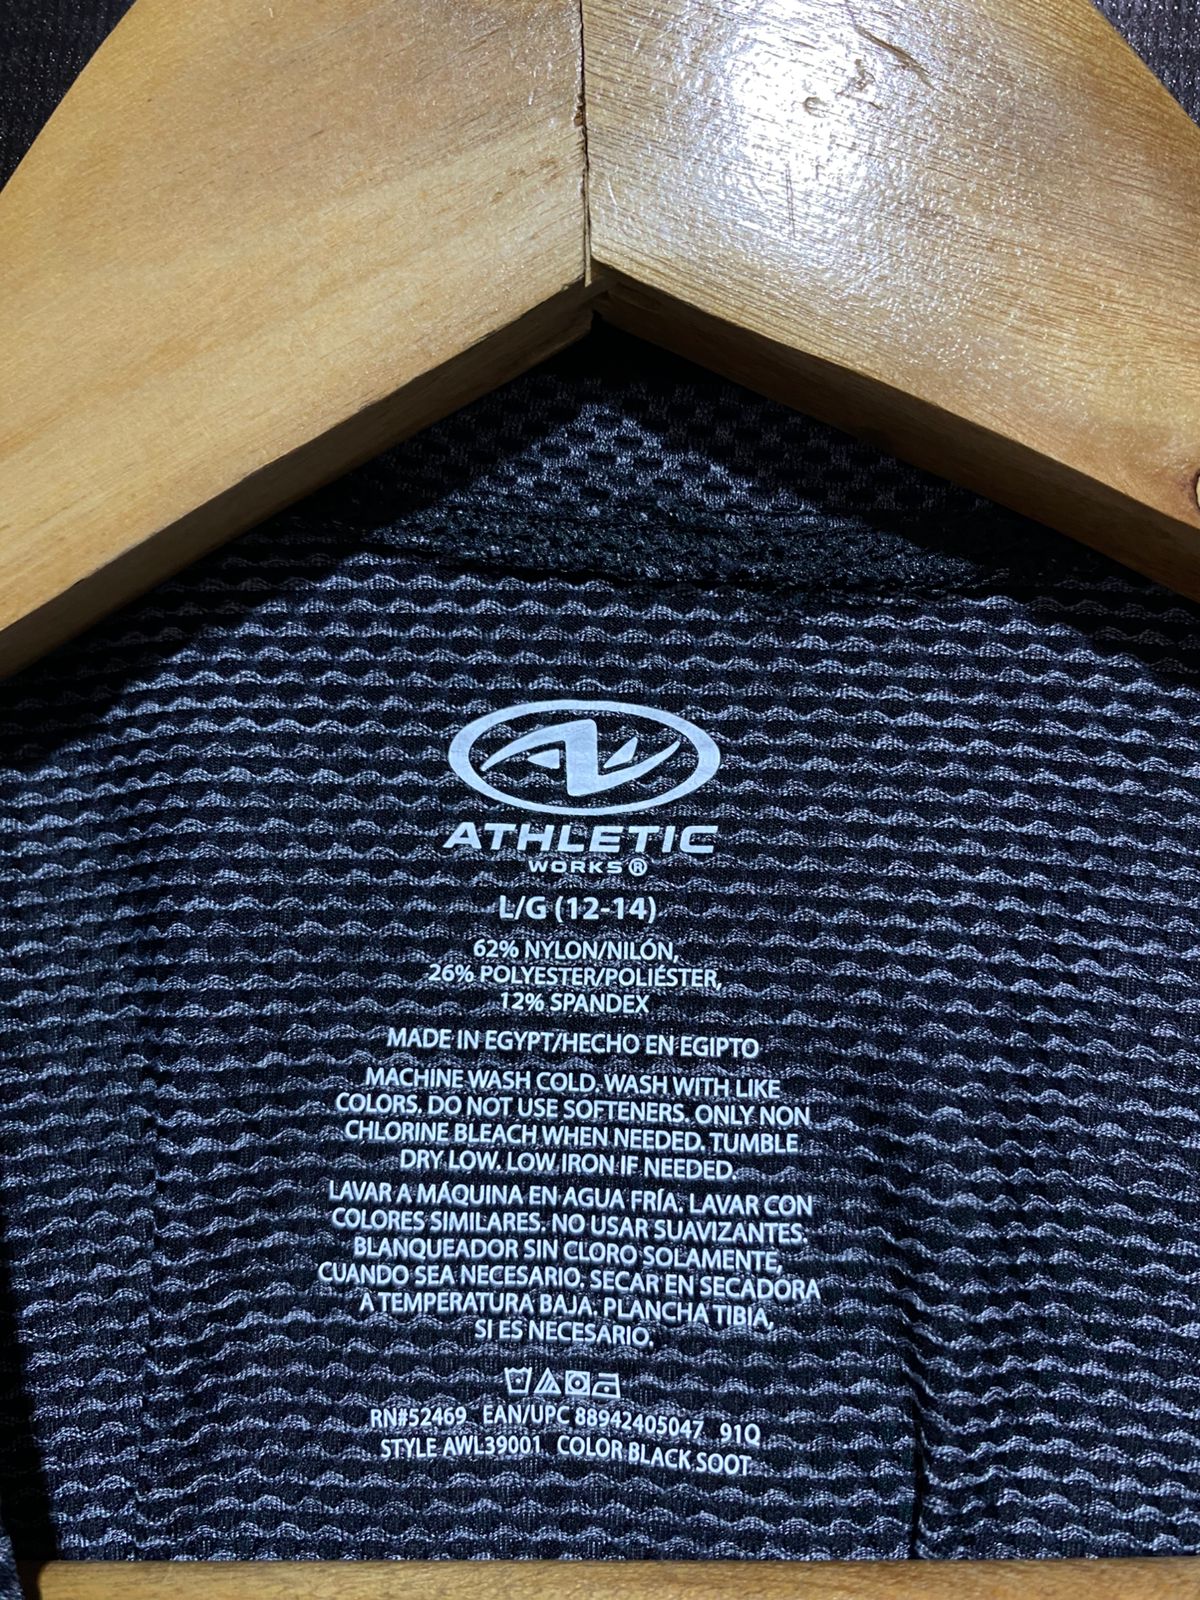 ATHLETIC
WORKS®
L/G (12-14)
62% NYLON/NILÓN,
26% POLYESTER/POLIÉSTER,
12% SPANDEX
MADE IN EGYPT/HECHO EN EGIPTO
MACHINE WASH COLD. WASH WITH LIKE
COLORS. DO NOT USE SOFTENERS. ONLY NON
CHLORINE BLEACH WHEN NEEDED. TUMBLE
DRY LOW. LOW IRON IF NEEDED.
LAVAR A MÁQUINA EN AGUA FRÍA. LAVAR CON
COLORES SIMILARES. NO USAR SUAVIZANTES.
BLANQUEADOR SIN CLORO SOLAMENTE,
CUANDO SEA NECESARIO. SECAR EN SECADORA
A TEMPERATURA BAJA. PLANCHA TIBIA,
SI ES NECESARIO.
RN#52469 EAN/UPC 88942405047 91Q
STYLE AWL39001 COLOR BLACK SOOT